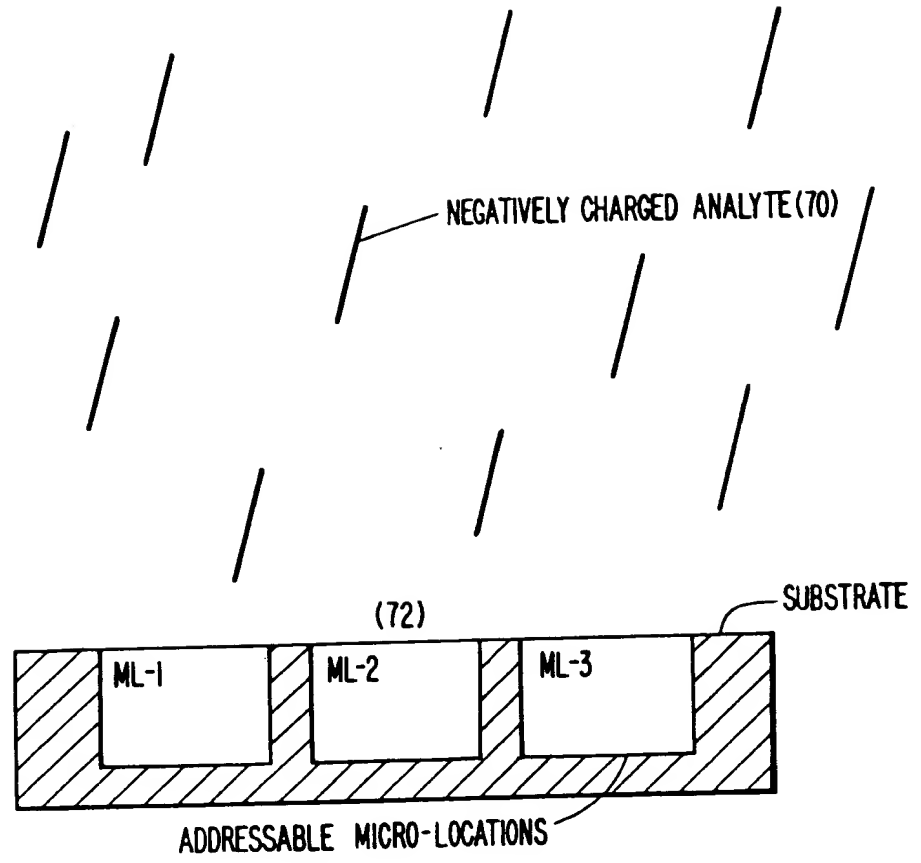 NEGATIVELY CHARGED ANALYTE(70)
SUBSTRATE
(72)
ML-1
ML-2
ML-3
ADDRESSABLE MICRO-LOCATIONS